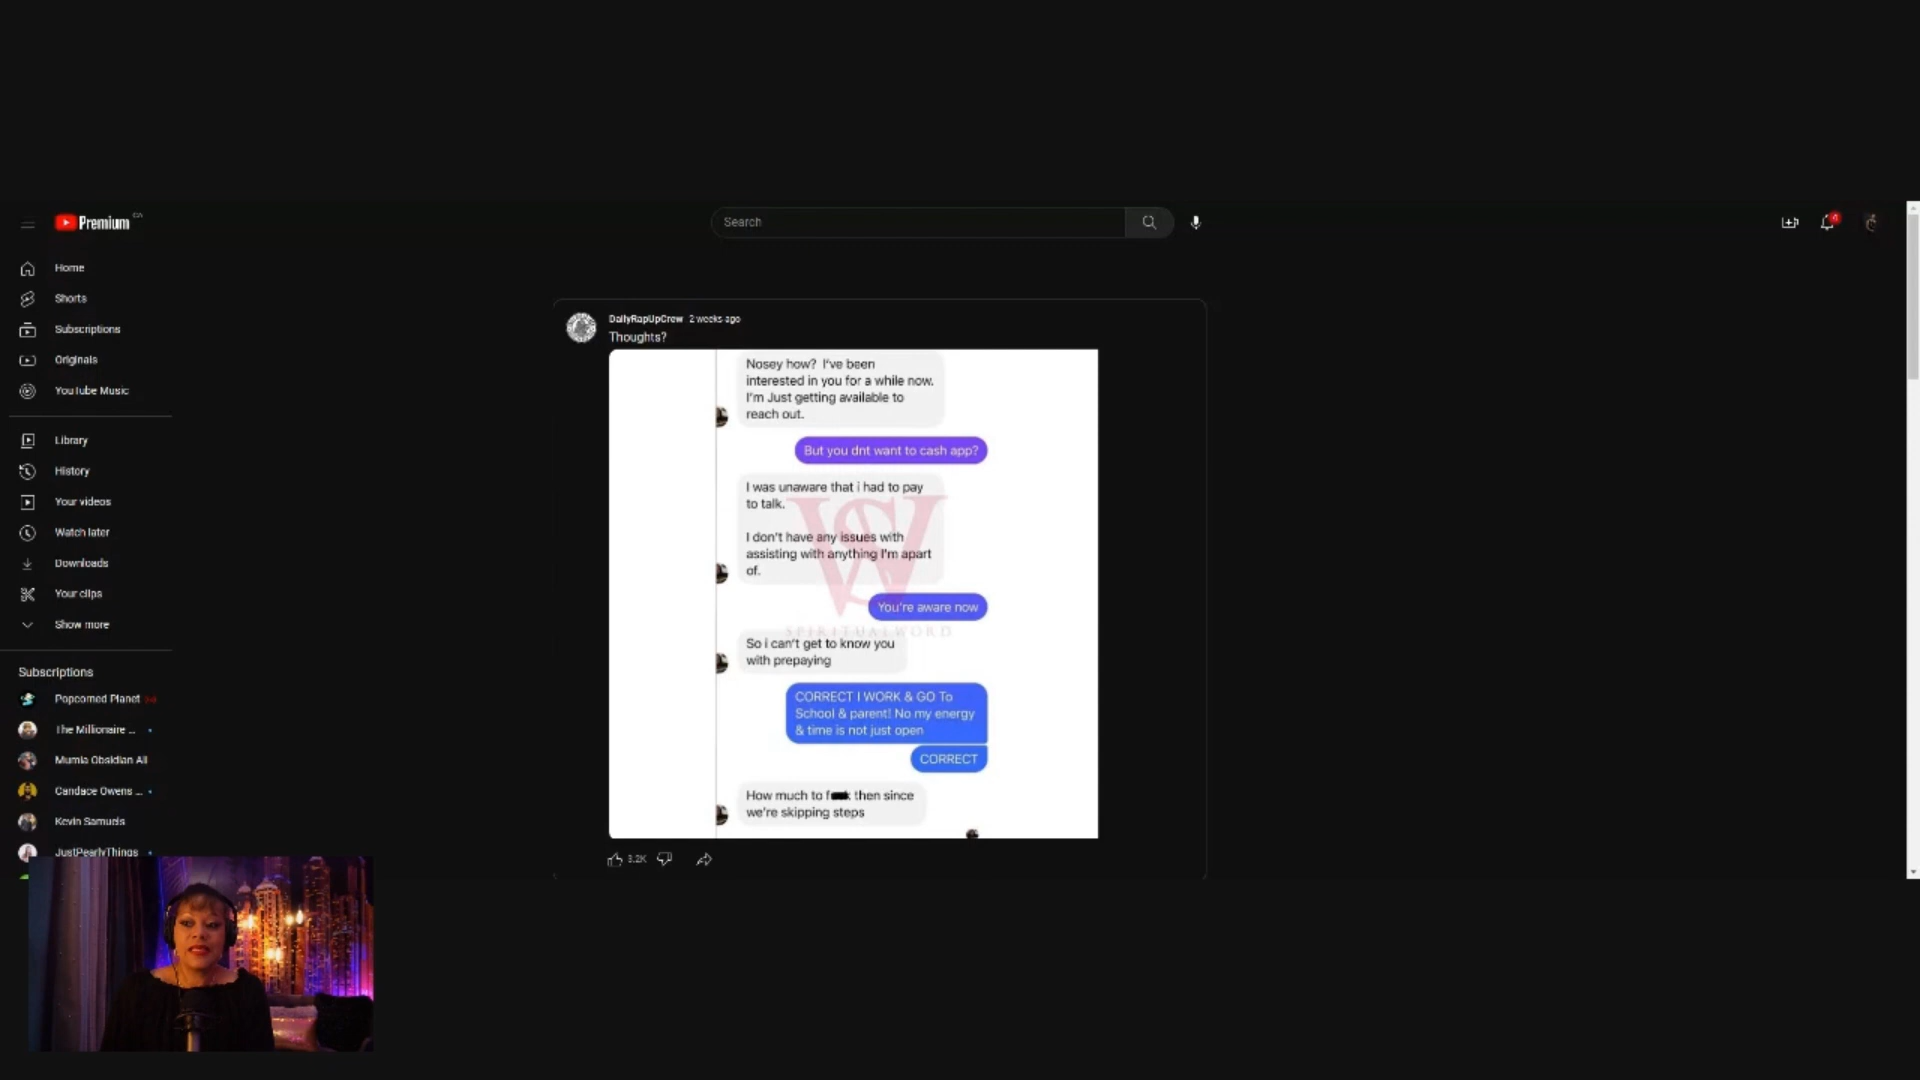 Premium CA
Search
Home
Shorts
Subscriptions
Originals
YouTube Music
Library
History
Your videos
Watch later
Downloads
Your clips
Show more
Subscriptions
Popcorned Planet
The Millionaire ...
Mumia Obsidian Ali
Candace Owens ...
Kevin Samuels
JustPearlyThings
DailyRapUpCrew 2 weeks ago
Thoughts?
Nosey how? I've been
interested in you for a while now.
I'm Just getting available to
reach out.
But you dnt want to cash app?
I was unaware that i had to pay
to talk.
I don't have any issues with
assisting with anything I'm apart
of.
You're aware now
SPIRITUALWORD
So i can't get to know you
with prepaying
CORRECT I WORK & GO To
School & parent! No my energy
& time is not just open
CORRECT
How much to f k then since
we're skipping steps
3.2K